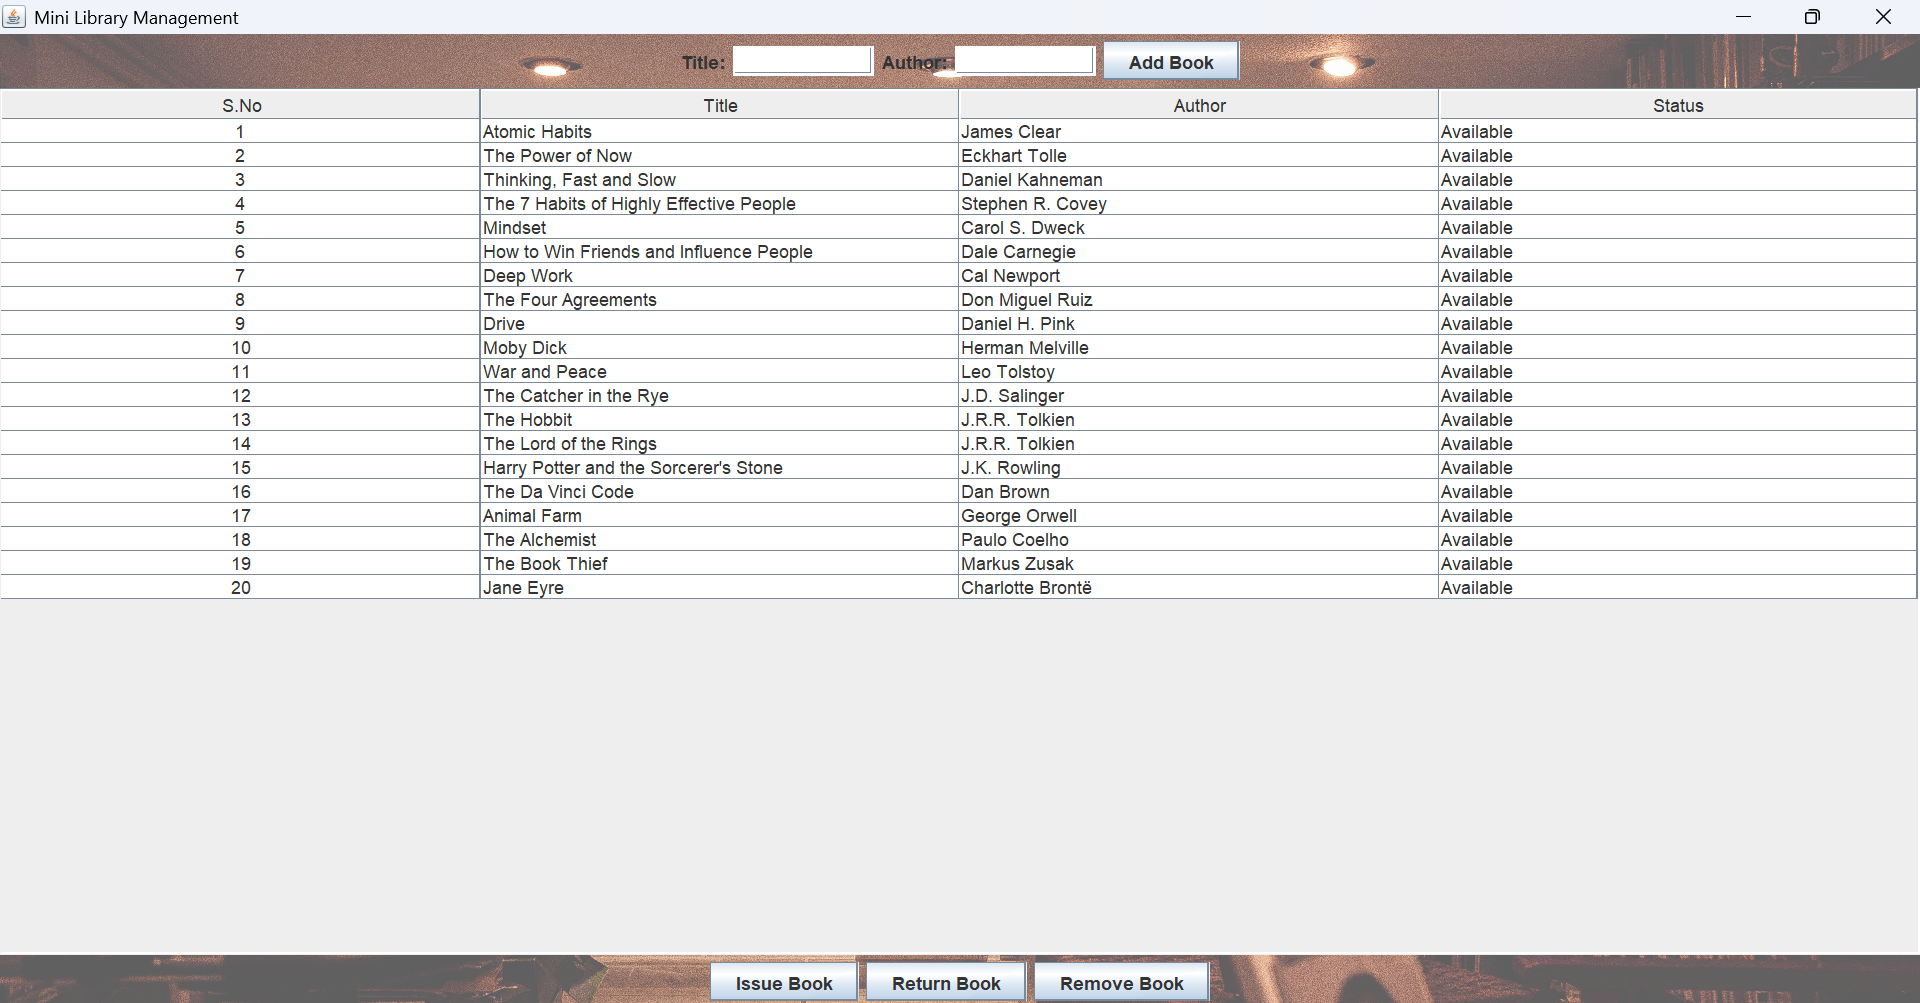 Mini Library Management
Title: Author: Add Book
S.No Title Author Status
1 Atomic Habits James Clear Available
2 The Power of Now Eckhart Tolle Available
3 Thinking, Fast and Slow Daniel Kahneman Available
4 The 7 Habits of Highly Effective People Stephen R. Covey Available
5 Mindset Carol S. Dweck Available
6 How to Win Friends and Influence People Dale Carnegie Available
7 Deep Work Cal Newport Available
8 The Four Agreements Don Miguel Ruiz Available
9 Drive Daniel H. Pink Available
10 Moby Dick Herman Melville Available
11 War and Peace Leo Tolstoy Available
12 The Catcher in the Rye J.D. Salinger Available
13 The Hobbit J.R.R. Tolkien Available
14 The Lord of the Rings J.R.R. Tolkien Available
15 Harry Potter and the Sorcerer's Stone J.K. Rowling Available
16 The Da Vinci Code Dan Brown Available
17 Animal Farm George Orwell Available
18 The Alchemist Paulo Coelho Available
19 The Book Thief Markus Zusak Available
20 Jane Eyre Charlotte Brontë Available
Issue Book Return Book Remove Book